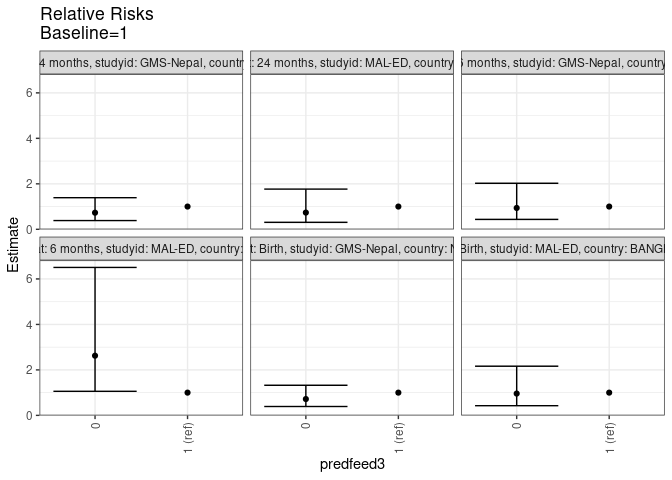 Relative Risks
Baseline=1
4 months, studyid: GMS-Nepal, countr
: 24 months, studyid: MAL-ED, country
months, studyid: GMS-Nepal, country
6
4
2
0
t: 6 months, studyid: MAL-ED, country:
t: Birth, studyid: GMS-Nepal, country: N
Birth, studyid: MAL-ED, country: BANGL
6
4
2
0
Estimate
0
1 (ref)
0
1 (ref)
0
1 (ref)
predfeed3